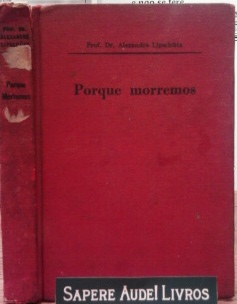 Prof. Dr. Alexandre Lipschütz
Porque morremos
Porque
Morremos
SAPERE AUDE! LIVROS